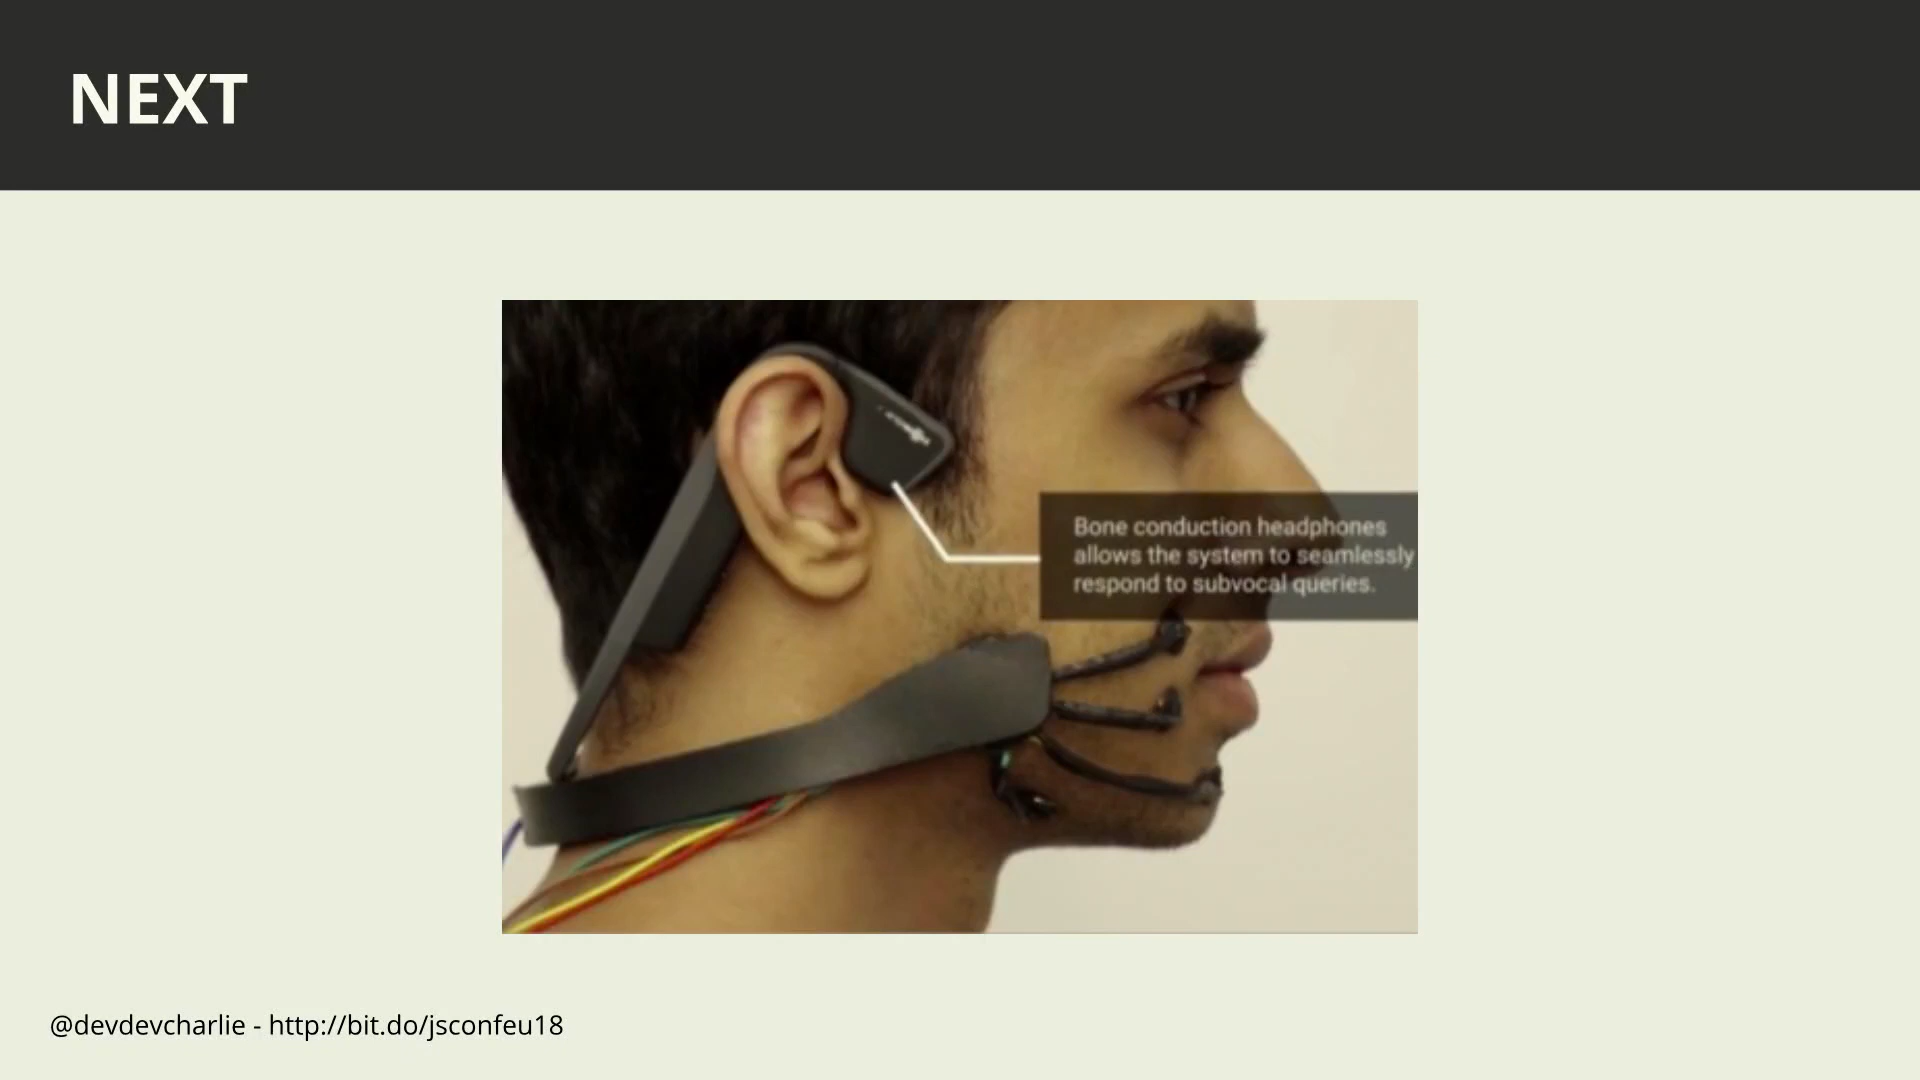 NEXT
Bone conduction headphones
allows the system to seamlessly
respond to subvocal queries.
@devdevcharlie - http://bit.do/jsconfeu18